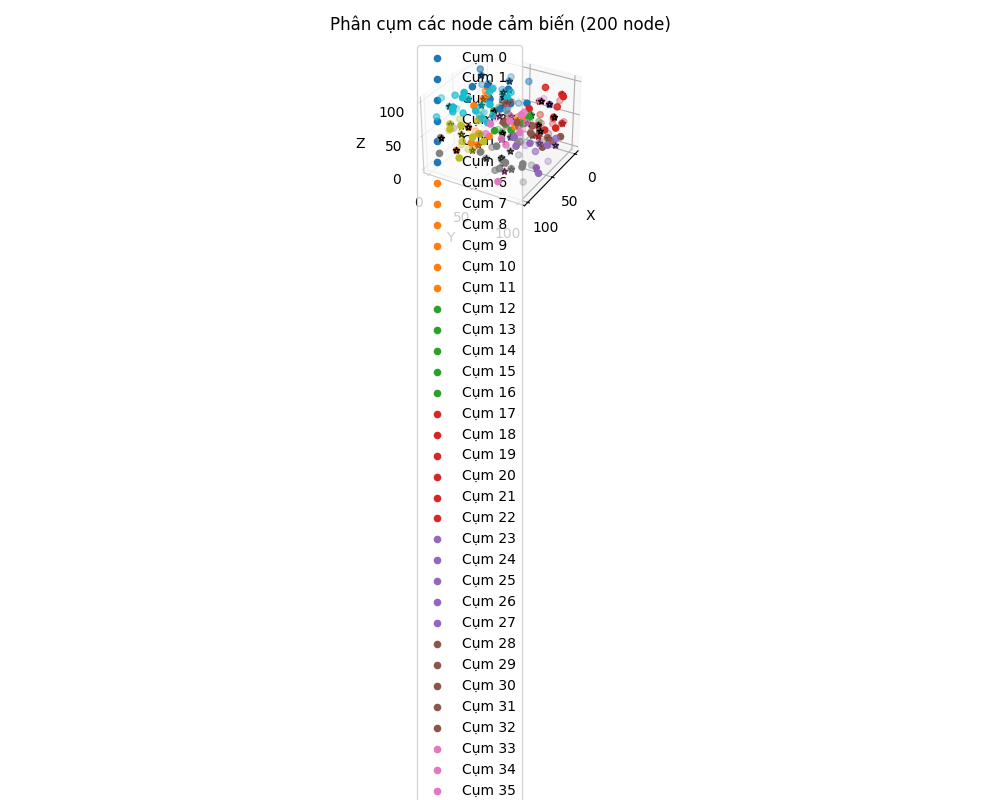 Phân cụm các node cảm biến (200 node)
Cụm 0
Cụm 1
Cụm 6
Cụm 7
Cụm 8
Cụm 9
Cụm 10
Cụm 11
Cụm 12
Cụm 13
Cụm 14
Cụm 15
Cụm 16
Cụm 17
Cụm 18
Cụm 19
Cụm 20
Cụm 21
Cụm 22
Cụm 23
Cụm 24
Cụm 25
Cụm 26
Cụm 27
Cụm 28
Cụm 29
Cụm 30
Cụm 31
Cụm 32
Cụm 33
Cụm 34
Cụm 35
100
Z
50
0
0
50
Y
100
0
50
X
100